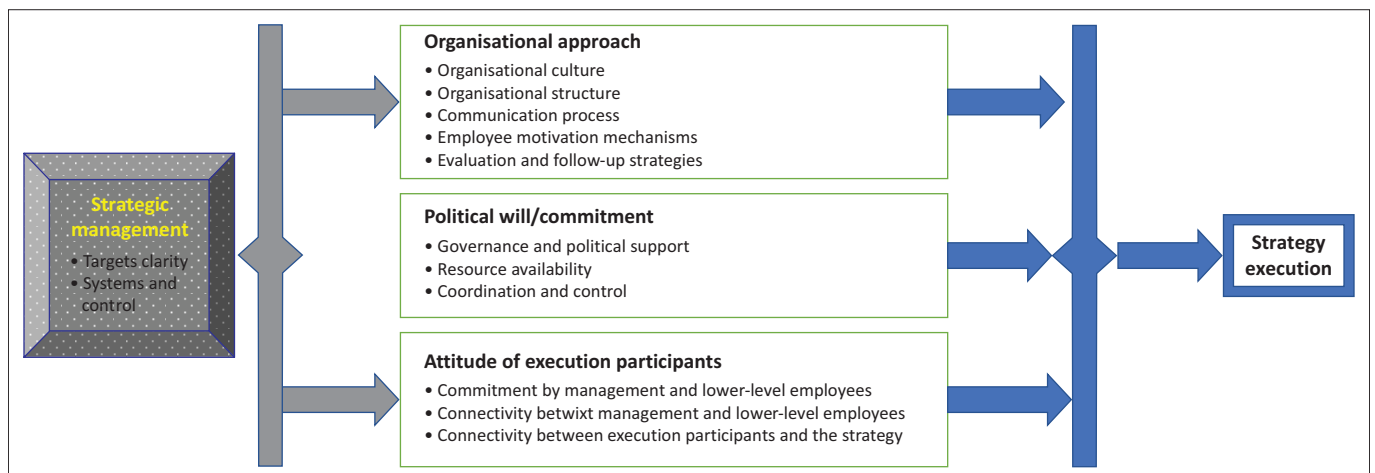 Strategic
management
• Targets clarity
• Systems and
control
Organisational approach
• Organisational culture
• Organisational structure
• Communication process
• Employee motivation mechanisms
• Evaluation and follow-up strategies
Political will/commitment
• Governance and political support
• Resource availability
• Coordination and control
Attitude of execution participants
• Commitment by management and lower-level employees
• Connectivity betwixt management and lower-level employees
• Connectivity between execution participants and the strategy
Strategy
execution